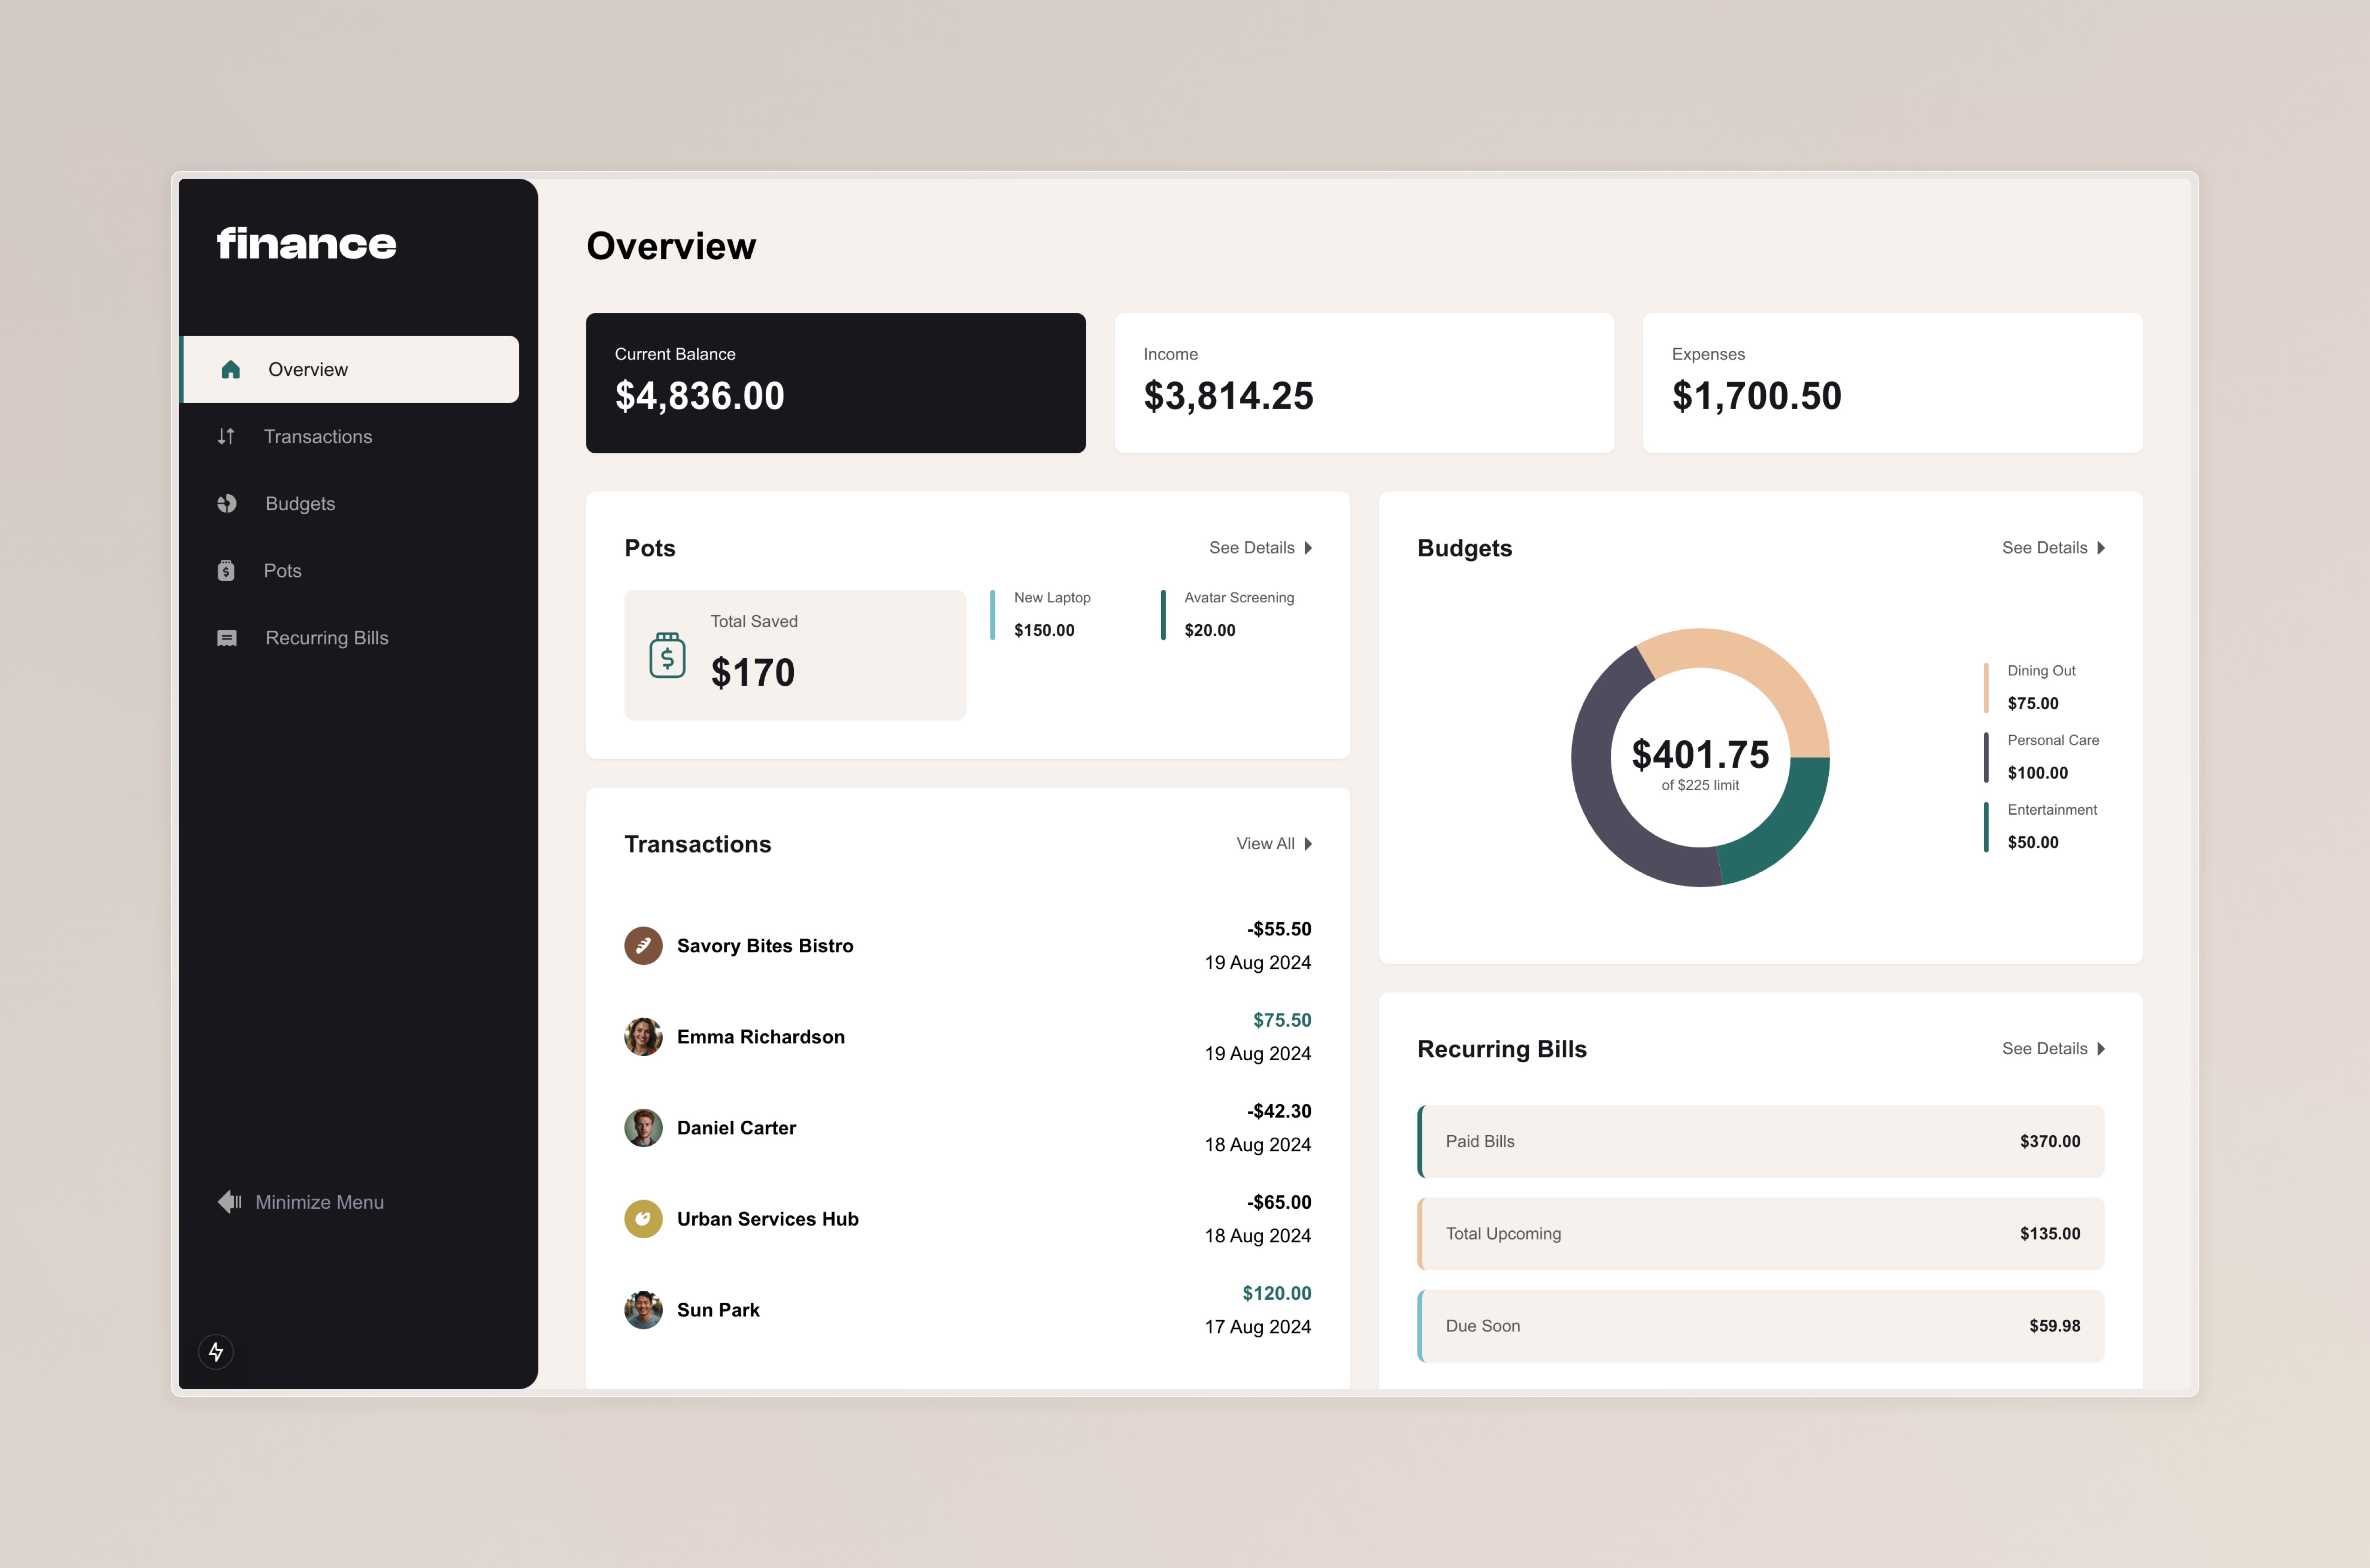 finance
Overview
Transactions
Budgets
Pots
Recurring Bills
Minimize Menu
Overview
Current Balance
$4,836.00
Income
$3,814.25
Expenses
$1,700.50
Pots
See Details
Total Saved
$170
New Laptop
$150.00
Avatar Screening
$20.00
Transactions
View All
Savory Bites Bistro
-$55.50
19 Aug 2024
Emma Richardson
$75.50
19 Aug 2024
Daniel Carter
-$42.30
18 Aug 2024
Urban Services Hub
-$65.00
18 Aug 2024
Sun Park
$120.00
17 Aug 2024
Budgets
See Details
$401.75
of $225 limit
Dining Out
$75.00
Personal Care
$100.00
Entertainment
$50.00
Recurring Bills
See Details
Paid Bills
$370.00
Total Upcoming
$135.00
Due Soon
$59.98